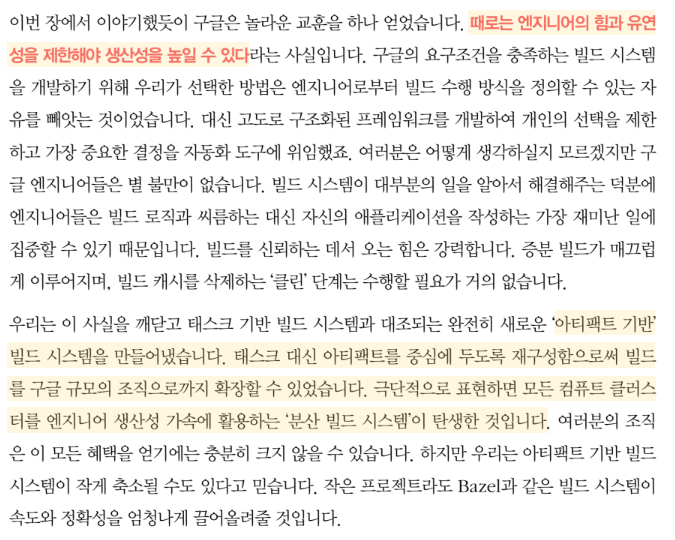 이번 장에서 이야기했듯이 구글은 놀라운 교훈을 하나 얻었습니다. 때로는 엔지니어의 힘과 유연
성을 제한해야 생산성을 높일 수 있다라는 사실입니다. 구글의 요구조건을 충족하는 빌드 시스템
을 개발하기 위해 우리가 선택한 방법은 엔지니어로부터 빌드 수행 방식을 정의할 수 있는 자
유를 빼앗는 것이었습니다. 대신 고도로 구조화된 프레임워크를 개발하여 개인의 선택을 제한
하고 가장 중요한 결정을 자동화 도구에 위임했죠. 여러분은 어떻게 생각하실지 모르겠지만 구
글 엔지니어들은 별 불만이 없습니다. 빌드 시스템이 대부분의 일을 알아서 해결해주는 덕분에
엔지니어들은 빌드 로직과 씨름하는 대신 자신의 애플리케이션을 작성하는 가장 재미난 일에
집중할 수 있기 때문입니다. 빌드를 신뢰하는 데서 오는 힘은 강력합니다. 증분 빌드가 매끄럽
게 이루어지며, 빌드 캐시를 삭제하는 ‘클린’ 단계는 수행할 필요가 거의 없습니다.
우리는 이 사실을 깨닫고 태스크 기반 빌드 시스템과 대조되는 완전히 새로운 ‘아티팩트 기반’
빌드 시스템을 만들어냈습니다. 태스크 대신 아티팩트를 중심에 두도록 재구성함으로써 빌드
를 구글 규모의 조직으로까지 확장할 수 있었습니다. 극단적으로 표현하면 모든 컴퓨트 클러스
터를 엔지니어 생산성 가속에 활용하는 ‘분산 빌드 시스템’이 탄생한 것입니다. 여러분의 조직
은 이 모든 혜택을 얻기에는 충분히 크지 않을 수 있습니다. 하지만 우리는 아티팩트 기반 빌드
시스템이 작게 축소될 수도 있다고 믿습니다. 작은 프로젝트라도 Bazel과 같은 빌드 시스템이
속도와 정확성을 엄청나게 끌어올려줄 것입니다.